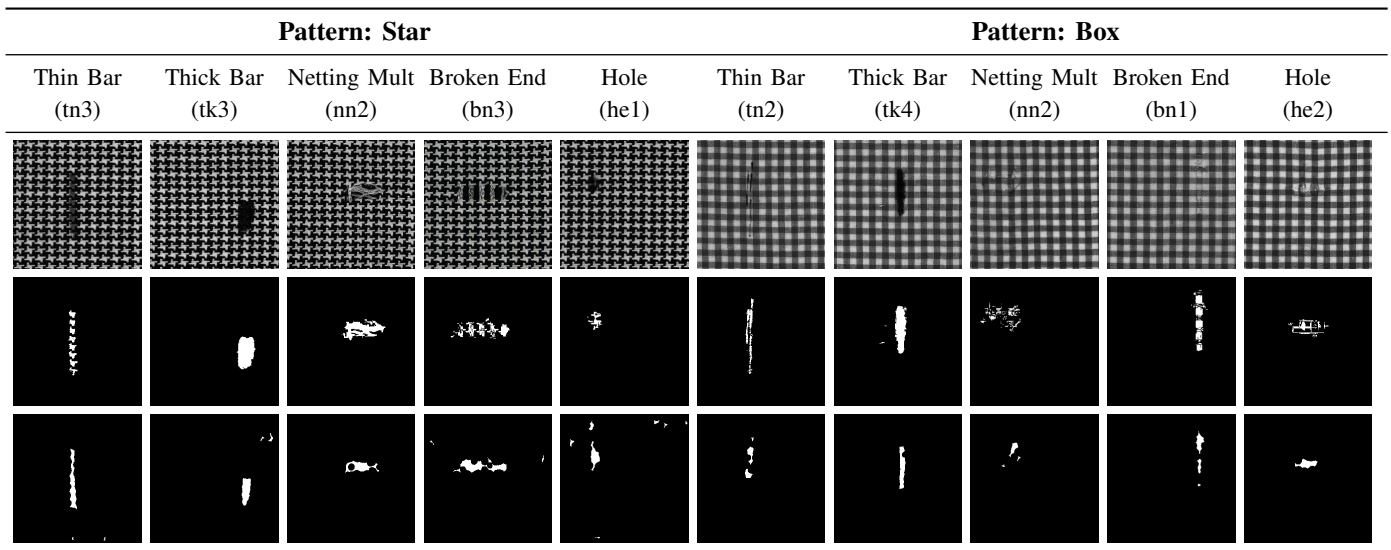 Pattern: Star Pattern: Box
Thin Bar Thick Bar Netting Mult Broken End Hole Thin Bar Thick Bar Netting Mult Broken End Hole
(tn3) (tk3) (nn2) (bn3) (he1) (tn2) (tk4) (nn2) (bn1) (he2)